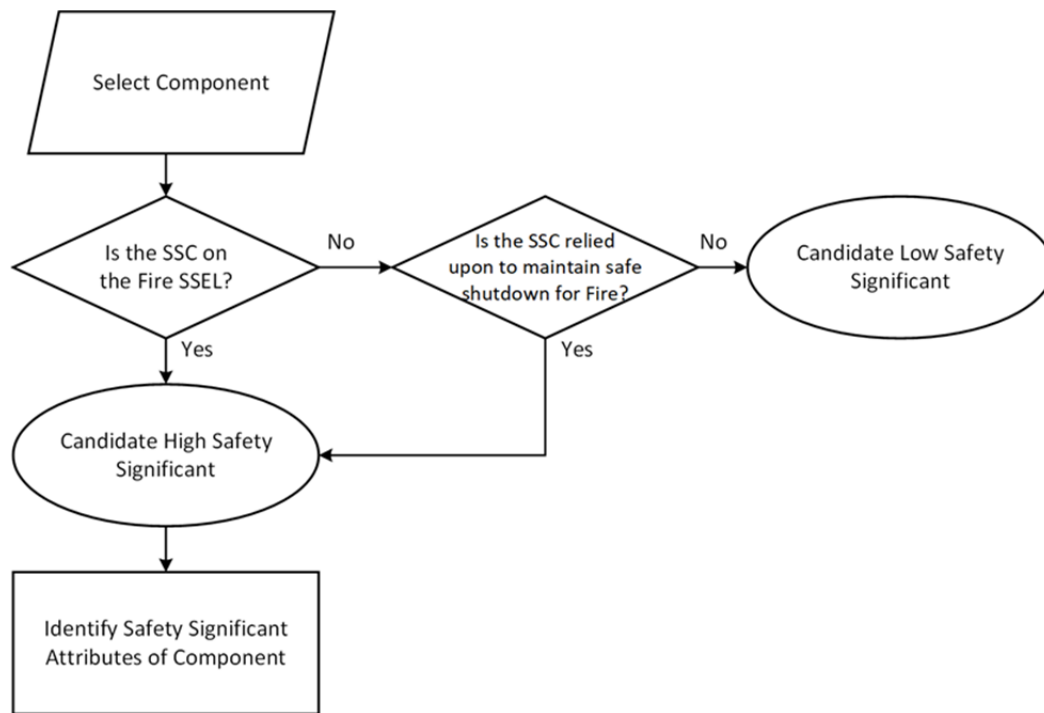 Select Component
Is the SSC on
the Fire SSEL?
No
Is the SSC relied
upon to maintain safe
shutdown for Fire?
No
Candidate Low Safety
Significant
Yes
Yes
Candidate High Safety
Significant
Identify Safety Significant
Attributes of Component